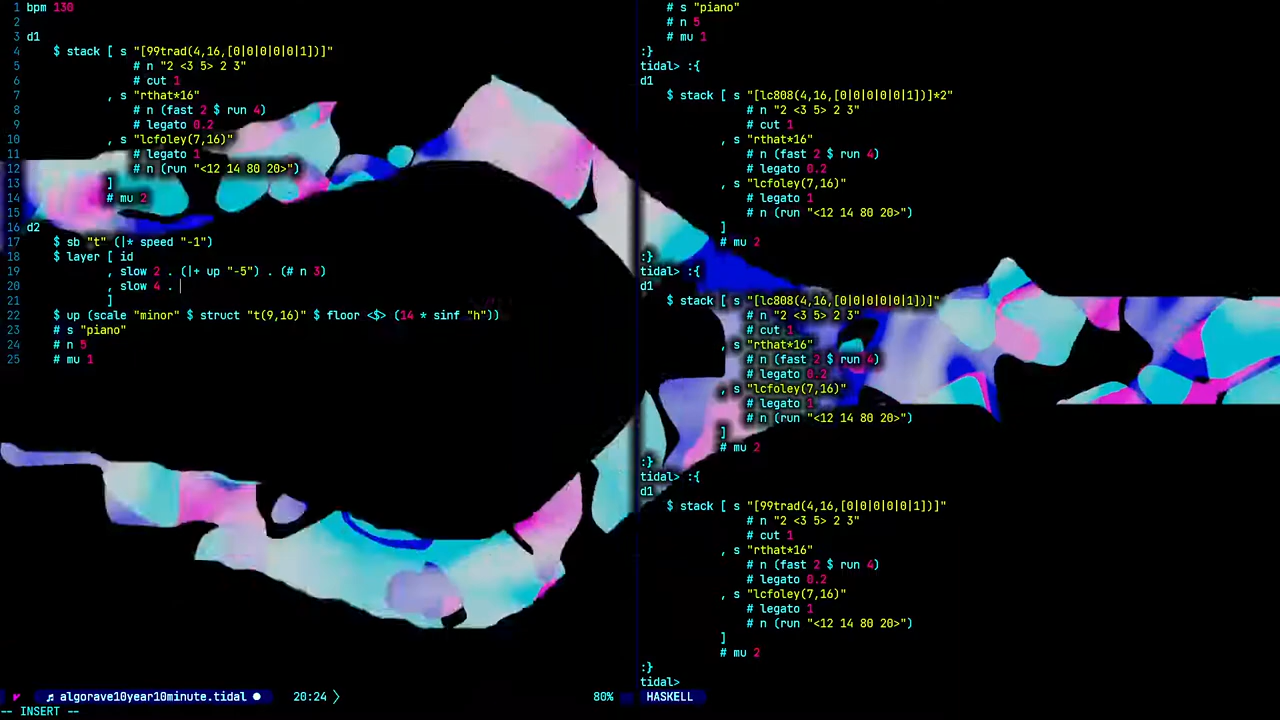 1 bpm 130
2
3 d1
4 $ stack [ s "[99trad(4,16,[0|0|0|0|0|1])]"
5 # n "2 <3 5> 2 3"
6 # cut 1
7 , s "rthat*16"
8 # n (fast 2 $ run 4)
9 # legato 0.2
10 , s "lcfoley(7,16)"
11 # legato 1
12 # n (run "<12 14 80 20>")
13 ]
14 # mu 2
15
16 d2
17 $ sb "t" (|* speed "-1")
18 $ layer [ id
19 , slow 2 . (|+ up "-5") . (# n 3)
20 , slow 4 .
21 ]
22 $ up (scale "minor" $ struct "t(9,16)" $ floor <$> (14 * sinf "h"))
23 # s "piano"
24 # n 5
25 # mu 1
♬ algorave10year10minute.tidal ● 20:24 80%
-- INSERT --
# s "piano"
# n 5
# mu 1
:}
tidal> :{
d1
$ stack [ s "[lc808(4,16,[0|0|0|0|0|1])]*2"
# n "2 <3 5> 2 3"
# cut 1
, s "rthat*16"
# n (fast 2 $ run 4)
# legato 0.2
, s "lcfoley(7,16)"
# legato 1
# n (run "<12 14 80 20>")
]
# mu 2
:}
tidal> :{
d1
$ stack [ s "[lc808(4,16,[0|0|0|0|0|1])]"
# n "2 <3 5> 2 3"
# cut 1
, s "rthat*16"
# n (fast 2 $ run 4)
# legato 0.2
, s "lcfoley(7,16)"
# legato 1
# n (run "<12 14 80 20>")
]
# mu 2
:}
tidal> :{
d1
$ stack [ s "[99trad(4,16,[0|0|0|0|0|1])]"
# n "2 <3 5> 2 3"
# cut 1
, s "rthat*16"
# n (fast 2 $ run 4)
# legato 0.2
, s "lcfoley(7,16)"
# legato 1
# n (run "<12 14 80 20>")
]
# mu 2
:}
tidal>
HASKELL